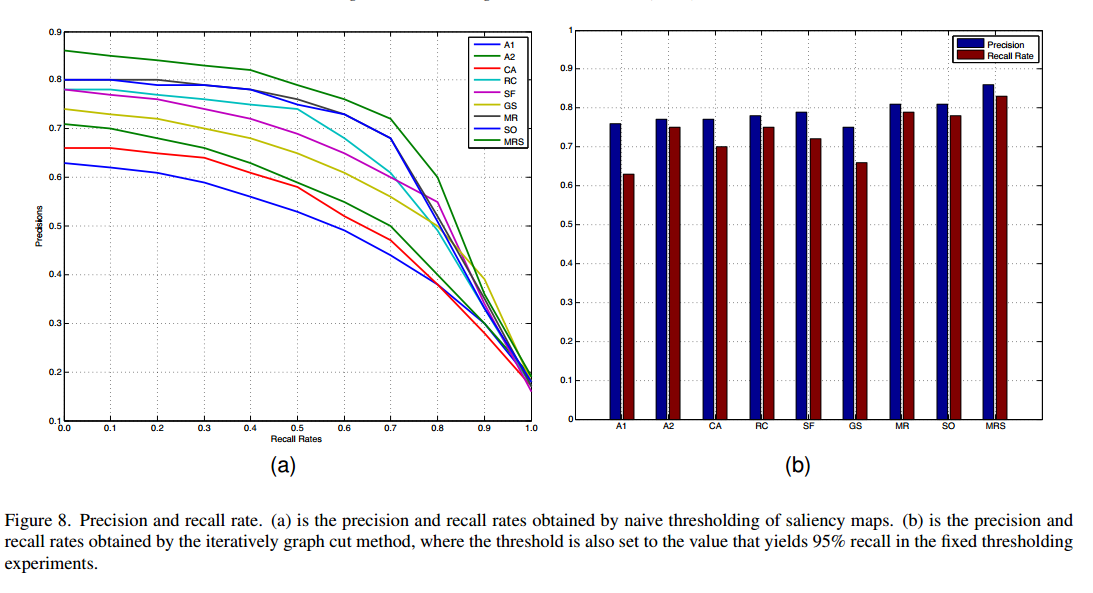 0.9
0.8
0.7
0.6
0.5
0.4
0.3
0.2
0.1
Precisions
0.0 0.1 0.2 0.3 0.4 0.5 0.6 0.7 0.8 0.9 1.0
Recall Rates
A1
A2
CA
RC
SF
GS
MR
SO
MRS
(a)
1
0.9
0.8
0.7
0.6
0.5
0.4
0.3
0.2
0.1
0
Precision
Recall Rate
A1 A2 CA RC SF GS MR SO MRS
(b)
Figure 8. Precision and recall rate. (a) is the precision and recall rates obtained by naive thresholding of saliency maps. (b) is the precision and
recall rates obtained by the iteratively graph cut method, where the threshold is also set to the value that yields 95% recall in the fixed thresholding
experiments.